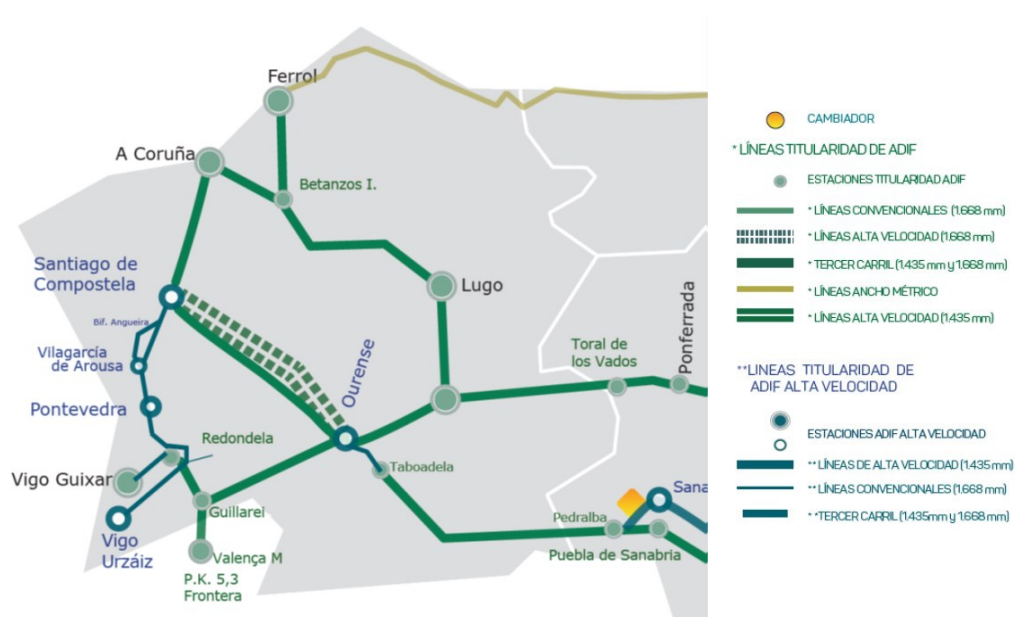 Ferrol
A Coruña
Betanzos I.
Santiago de
Compostela
Lugo
Bif. Angueira
Vilagarcía
de Arousa
Ourense
Toral de
los Vados
Ponferrada
Pontevedra
Redondela
Vigo Guixar
Taboadela
Guillarei
Sana
Pedralba
Puebla de Sanabria
Vigo
Urzáiz
Valença M
P.K. 5,3
Frontera
CAMBIADOR
* LÍNEAS TITULARIDAD DE ADIF
ESTACIONES TITULARIDAD ADIF
* LÍNEAS CONVENCIONALES (1.668 mm)
* LÍNEAS ALTA VELOCIDAD (1.668 mm)
* TERCER CARRIL (1.435 mm y 1.668 mm)
* LÍNEAS ANCHO MÉTRICO
* LÍNEAS ALTA VELOCIDAD (1.435 mm)
**LINEAS TITULARIDAD DE
ADIF ALTA VELOCIDAD
ESTACIONES ADIF ALTA VELOCIDAD
** LÍNEAS DE ALTA VELOCIDAD (1.435 mm)
** LÍNEAS CONVENCIONALES (1.668 mm)
**TERCER CARRIL (1.435mm y 1.668 mm)